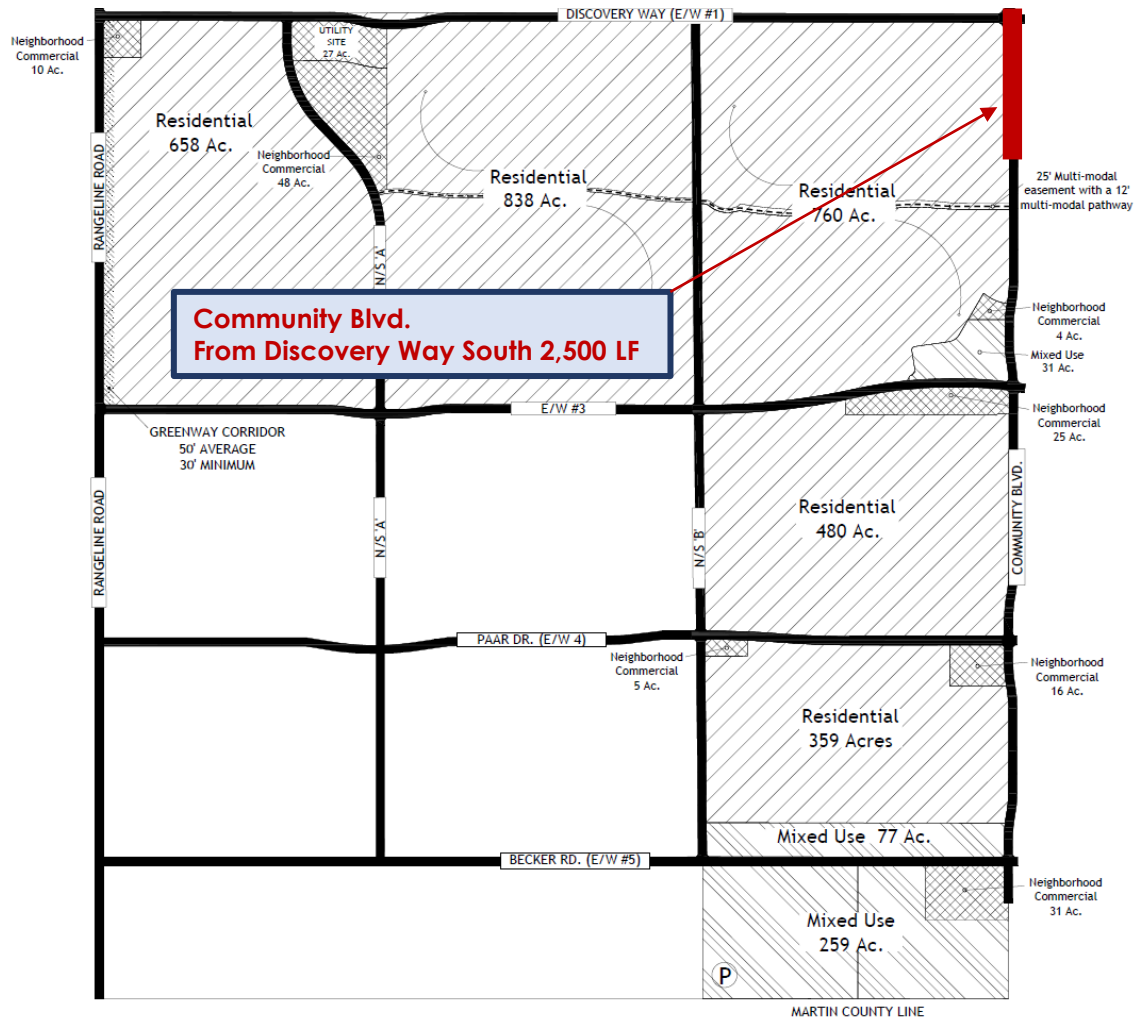 DISCOVERY WAY (E/W #1)
Neighborhood
Commercial
10 Ac.
UTILITY
SITE
27 Ac.
Residential
658 Ac.
Neighborhood
Commercial
48 Ac.
RANGELINE ROAD
Residential
838 Ac.
Residential
760 Ac.
25' Multi-modal
easement with a 12'
multi-modal pathway
N/S 'A'
Community Blvd.
From Discovery Way South 2,500 LF
Neighborhood
Commercial
4 Ac.
Mixed Use
31 Ac.
E/W #3
Neighborhood
Commercial
25 Ac.
GREENWAY CORRIDOR
50' AVERAGE
30' MINIMUM
RANGELINE ROAD
N/S 'A'
N/S 'B'
Residential
480 Ac.
COMMUNITY BLVD.
PAAR DR. (E/W 4)
Neighborhood
Commercial
5 Ac.
Neighborhood
Commercial
16 Ac.
Residential
359 Acres
Mixed Use 77 Ac.
BECKER RD. (E/W #5)
Neighborhood
Commercial
31 Ac.
Mixed Use
259 Ac.
P
MARTIN COUNTY LINE